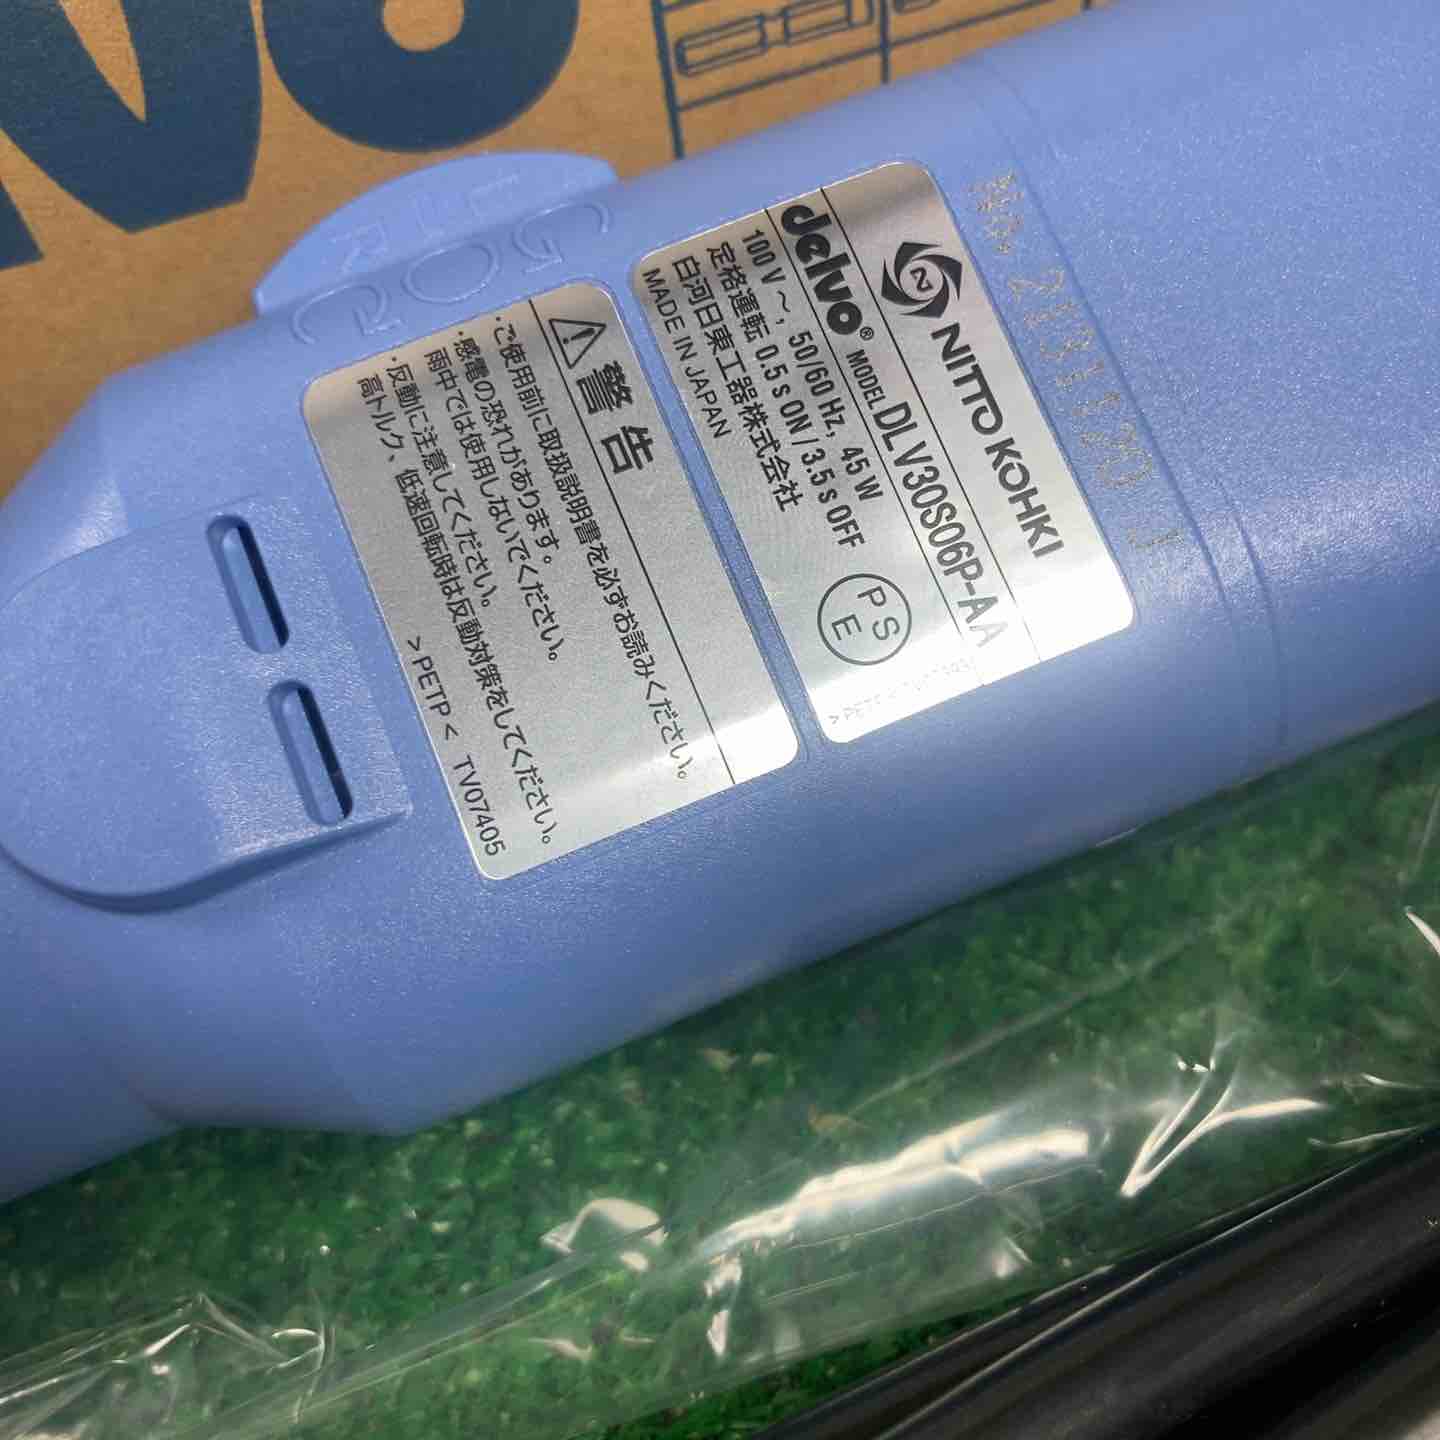 NITTO KOHKI
delvo® MODEL DLV30S06P-AA
100 V ~, 50/60 Hz, 45 W
定格運転 0.5 s ON / 3.5 s OFF
白河日東工器株式会社
MADE IN JAPAN
PS
E
警告
・ご使用前に取扱説明書を必ずお読みください。
・感電の恐れがあります。
雨中では使用しないでください。
・反動に注意してください。
高トルク、低速回転時は反動対策をしてください。
>PETP< TV07405